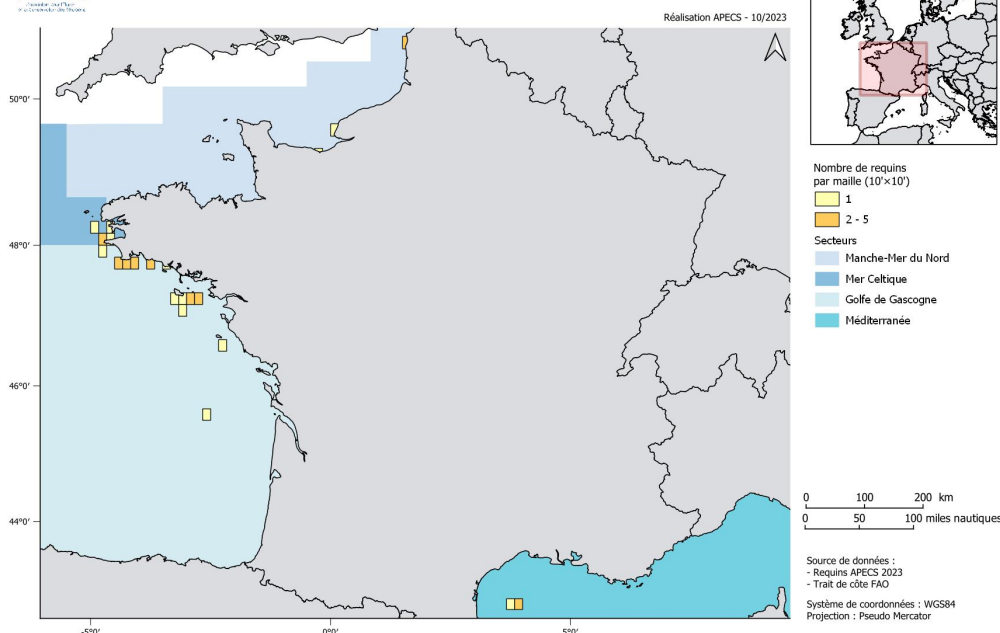 Réalisation APECS - 10/2023
50°0'
48°0'
46°0'
44°0'
-5°0'
0°0'
5°0'
Nombre de requins
par maille (10'×10')
1
2 - 5
Secteurs
Manche-Mer du Nord
Mer Celtique
Golfe de Gascogne
Méditerranée
0 100 200 km
0 50 100 miles nautiques
Source de données :
- Requins APECS 2023
- Trait de côte FAO
Système de coordonnées : WGS84
Projection : Pseudo Mercator